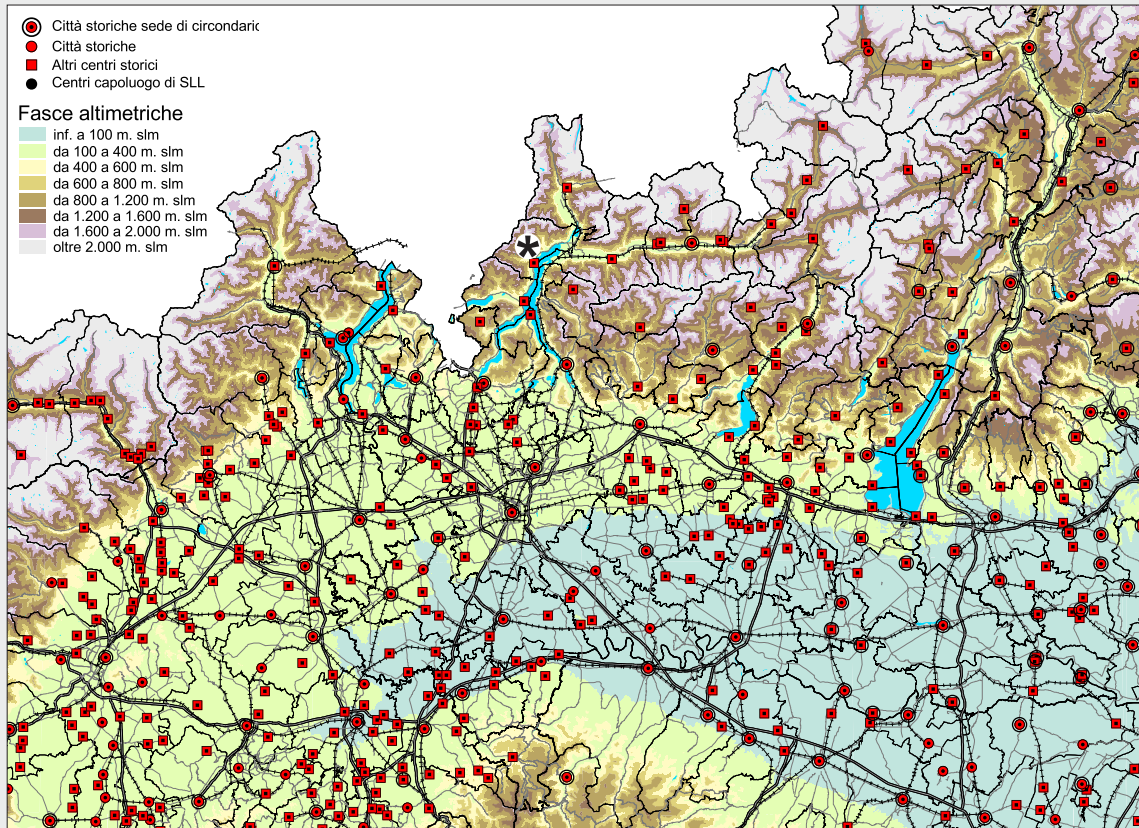 Città storiche sede di circondaric
Città storiche
Altri centri storici
Centri capoluogo di SLL
Fasce altimetriche
inf. a 100 m. slm
da 100 a 400 m. slm
da 400 a 600 m. slm
da 600 a 800 m. slm
da 800 a 1.200 m. slm
da 1.200 a 1.600 m. slm
da 1.600 a 2.000 m. slm
oltre 2.000 m. slm
*